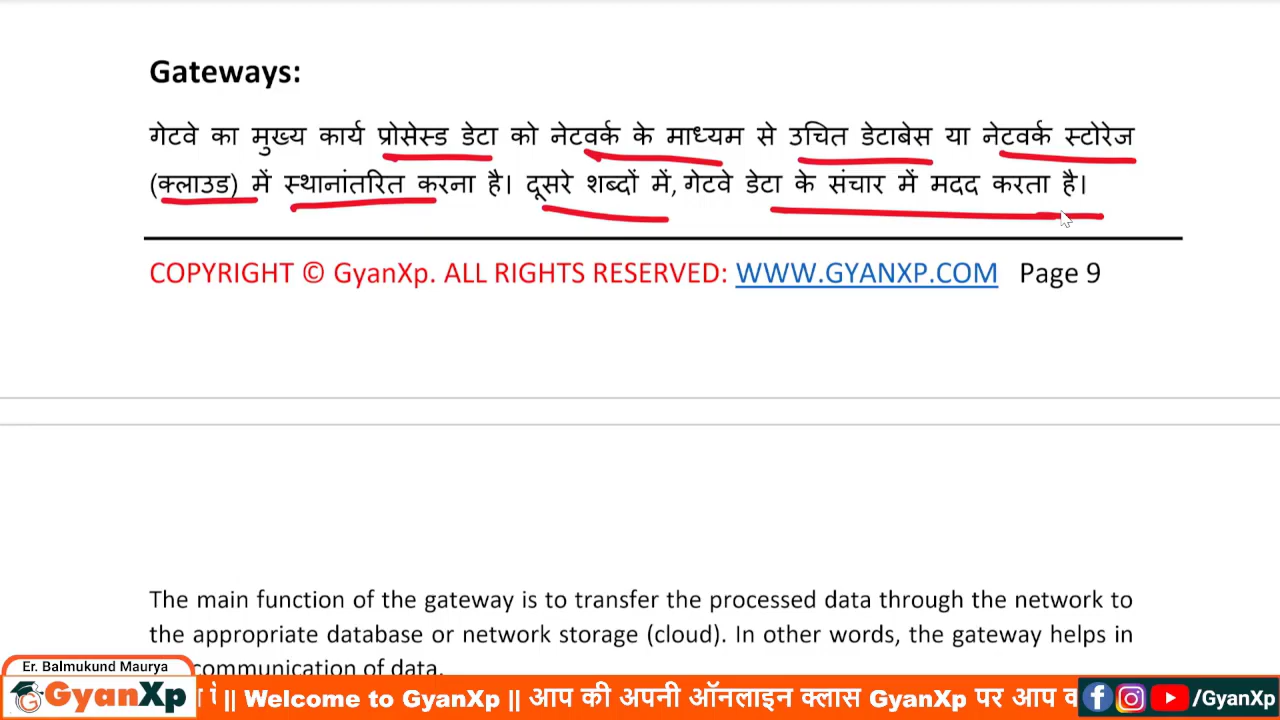 Gateways:
गेटवे का मुख्य कार्य प्रोसेस्ड डेटा को नेटवर्क के माध्यम से उचित डेटाबेस या नेटवर्क स्टोरेज
(क्लाउड) में स्थानांतरित करना है। दूसरे शब्दों में, गेटवे डेटा के संचार में मदद करता है।
COPYRIGHT © GyanXp. ALL RIGHTS RESERVED: WWW.GYANXP.COM Page 9
The main function of the gateway is to transfer the processed data through the network to
the appropriate database or network storage (cloud). In other words, the gateway helps in
communication of data.
Er. Balmukund Maurya
GyanXp
|| Welcome to GyanXp || आप की अपनी ऑनलाइन क्लास GyanXp पर आप
/GyanXp